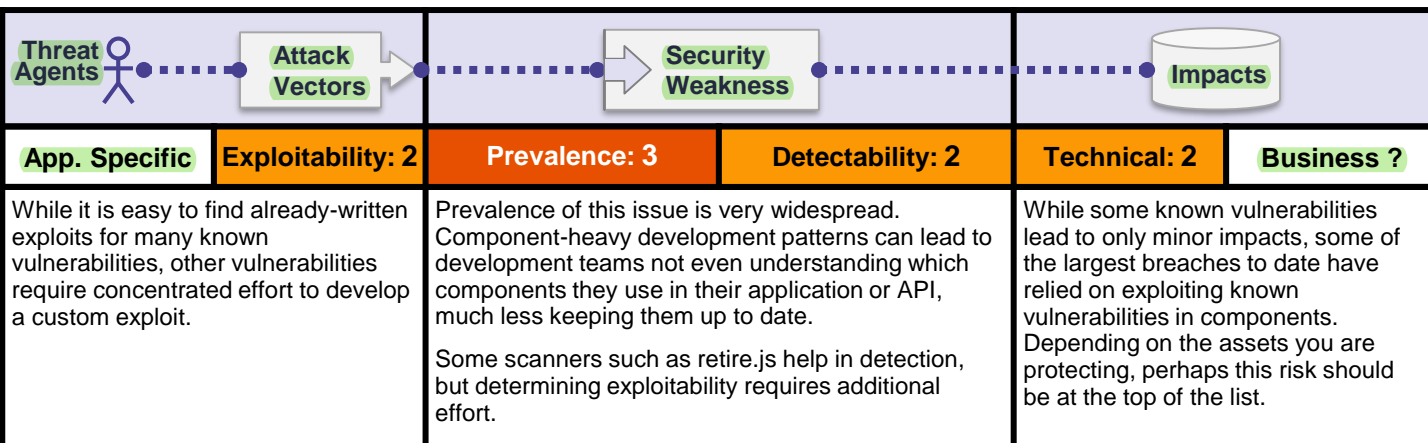 Threat
Agents
Attack
Vectors
Security
Weakness
Impacts
App. Specific
Exploitability: 2
Prevalence: 3
Detectability: 2
Technical: 2
Business ?
While it is easy to find already-written
exploits for many known
vulnerabilities, other vulnerabilities
require concentrated effort to develop
a custom exploit.
Prevalence of this issue is very widespread.
Component-heavy development patterns can lead to
development teams not even understanding which
components they use in their application or API,
much less keeping them up to date.
Some scanners such as retire.js help in detection,
but determining exploitability requires additional
effort.
While some known vulnerabilities
lead to only minor impacts, some of
the largest breaches to date have
relied on exploiting known
vulnerabilities in components.
Depending on the assets you are
protecting, perhaps this risk should
be at the top of the list.